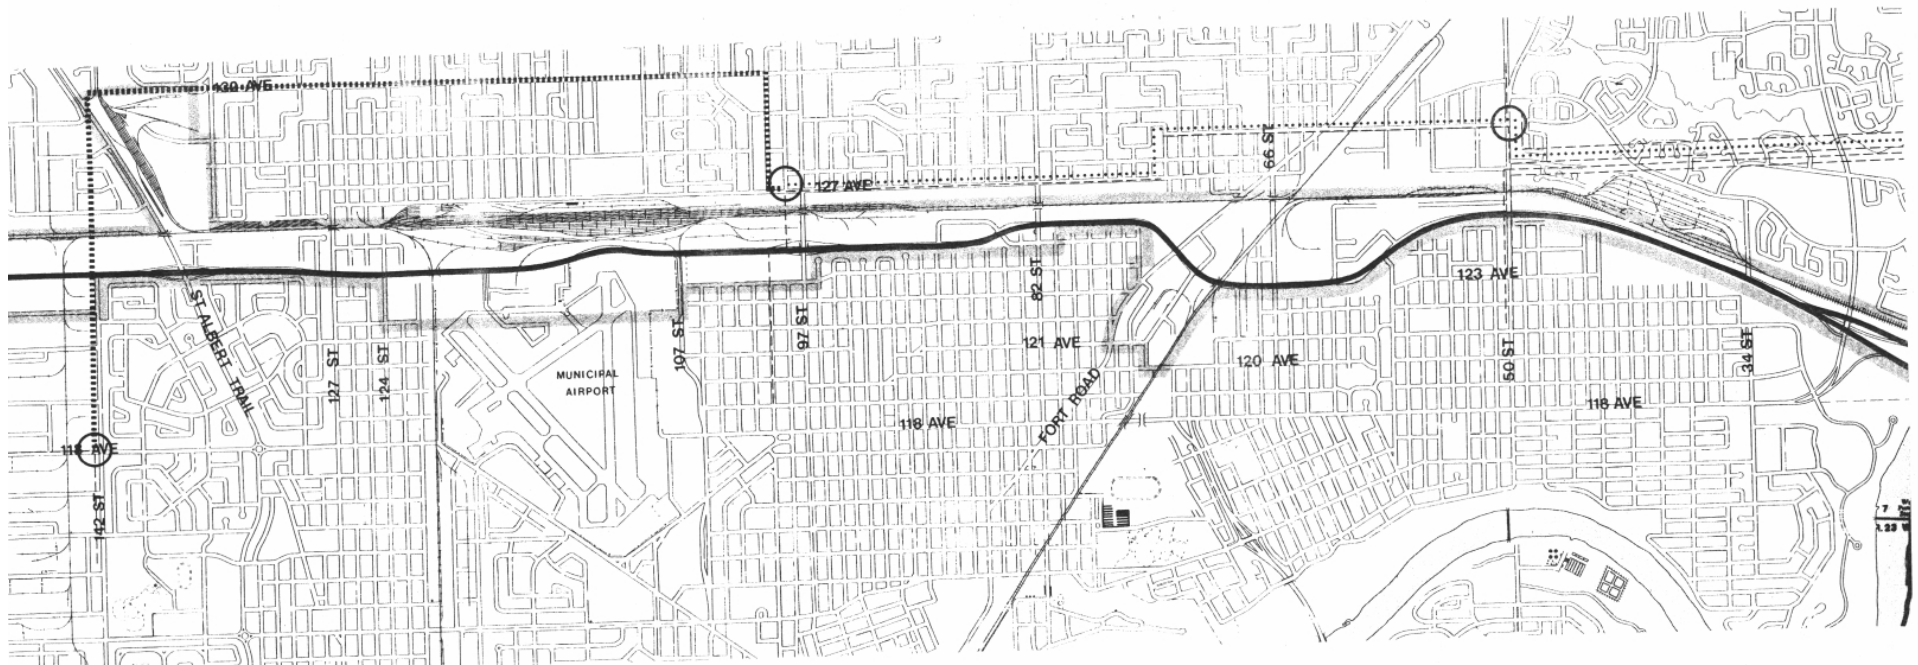 130 AVE
127 AVE
66 ST
82 ST
123 AVE
ST ALBERT TRAIL
97 ST
107 ST
121 AVE
127 ST
124 ST
MUNICIPAL
AIRPORT
120 AVE
50 ST
34 ST
FORT ROAD
118 AVE
118 AVE
118 AVE
142 ST